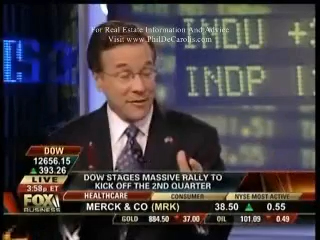 For Real Estate Information And Advice
Visit www.PhilDeCarolis.com
INDU +
INDP
DOW
12656.15
393.26
LIVE
3:58p ET
FOX
BUSINESS
DOW STAGES MASSIVE RALLY TO
KICK OFF THE 2ND QUARTER
HEALTHCARE CONSUMER NYSE MOST ACTIVE
MERCK & CO (MRK) 38.50 0.55
GOLD 884.50 37.00 OIL 101.09 0.49